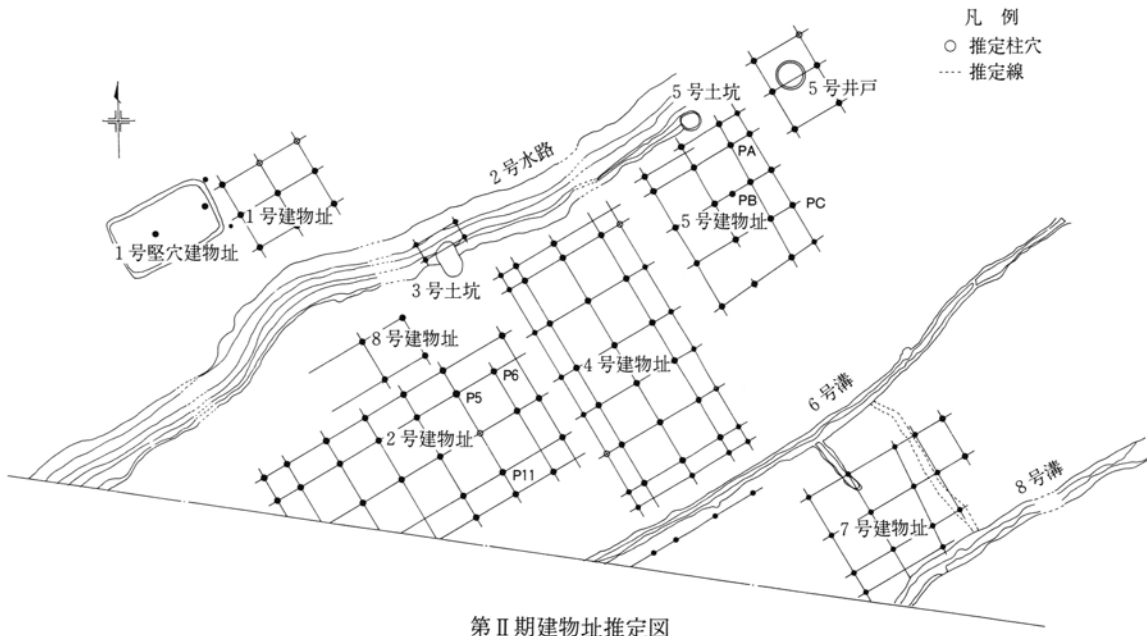 凡 例
○ 推定柱穴
---- 推定線
5号井戸
5号土坑
2号水路
PA
PB
PC
5号建物址
1号建物址
1号竪穴建物址
3号土坑
8号建物址
4号建物址
P6
P5
2号建物址
P11
6号溝
8号溝
7号建物址
第Ⅱ期建物址推定図